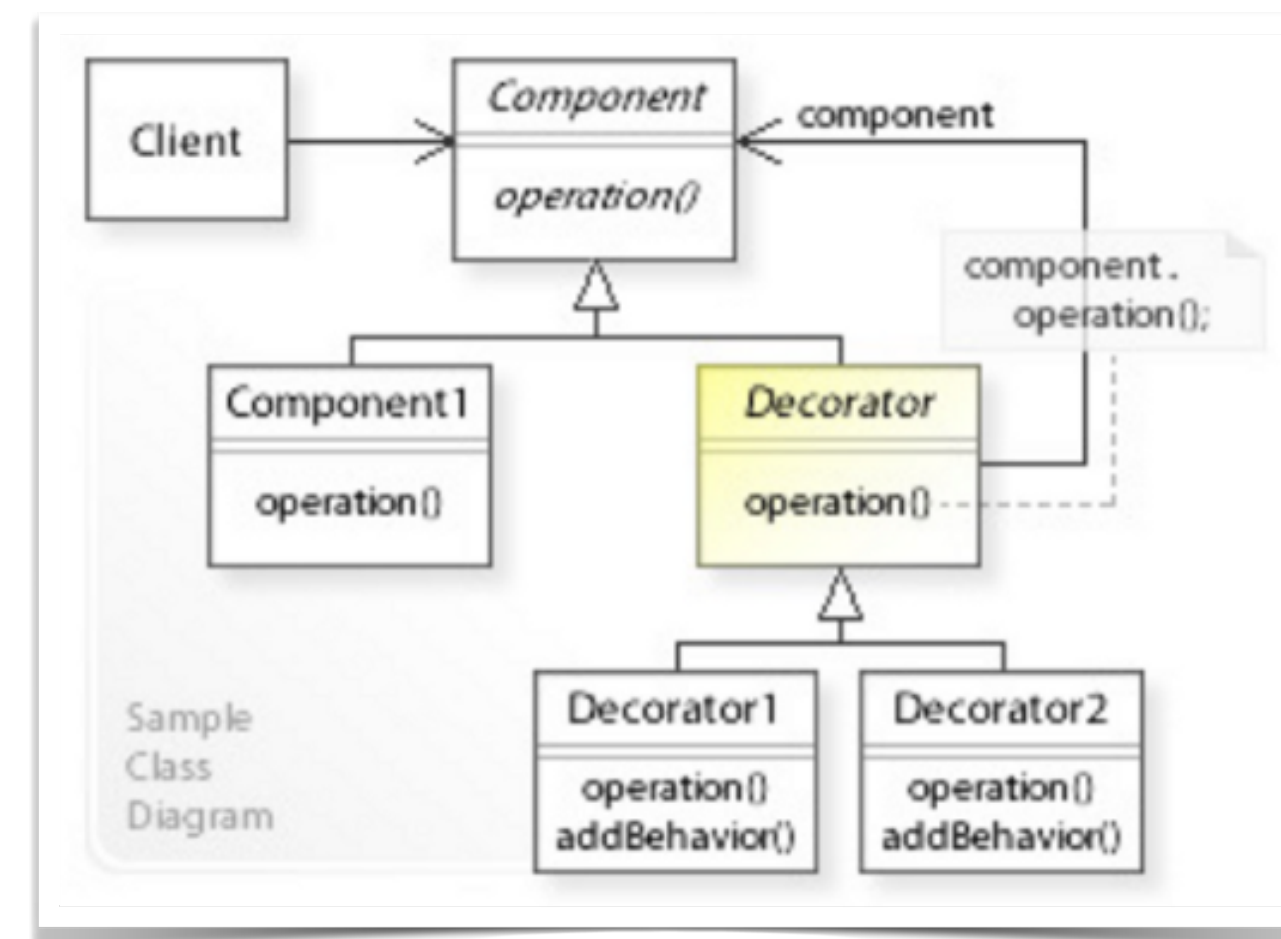 Client
Component
operation()
component
component.
operation();
Component1
operation()
Decorator
operation()
Decorator1
operation()
addBehavior()
Decorator2
operation()
addBehavior()
Sample
Class
Diagram